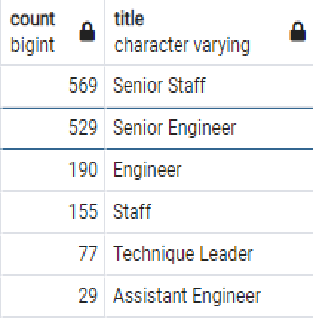 count title
bigint character varying
569 Senior Staff
529 Senior Engineer
190 Engineer
155 Staff
77 Technique Leader
29 Assistant Engineer